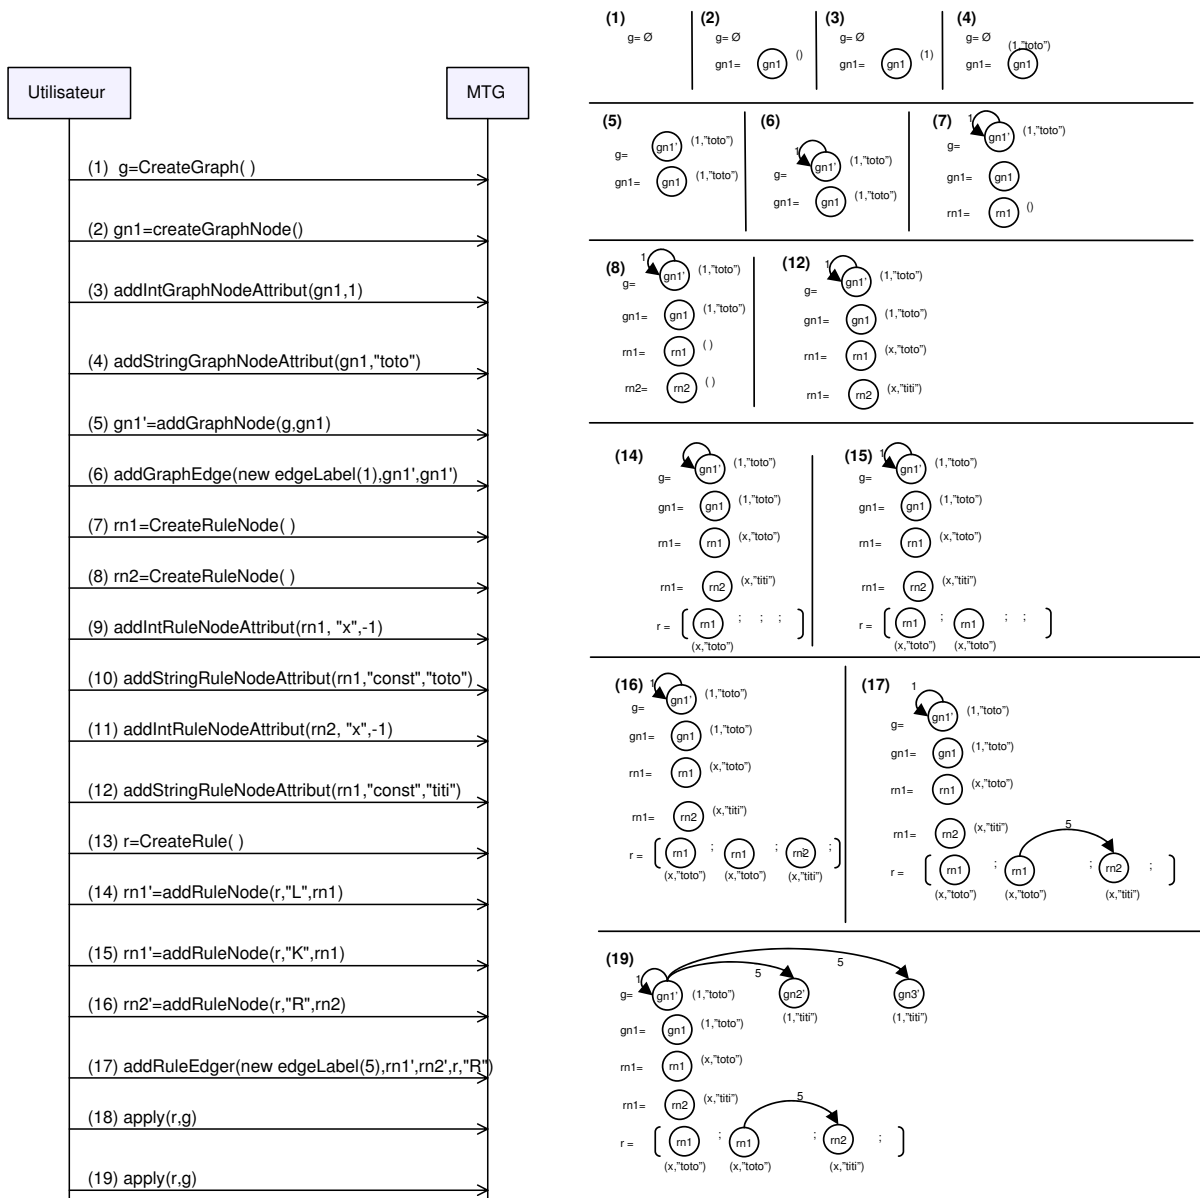 Utilisateur
MTG
(1) g=CreateGraph( )
(2) gn1=createGraphNode()
(3) addIntGraphNodeAttribut(gn1,1)
(4) addStringGraphNodeAttribut(gn1,"toto")
(5) gn1'=addGraphNode(g,gn1)
(6) addGraphEdge(new edgeLabel(1),gn1',gn1')
(7) rn1=CreateRuleNode( )
(8) rn2=CreateRuleNode( )
(9) addIntRuleNodeAttribut(rn1, "x",-1)
(10) addStringRuleNodeAttribut(rn1,"const","toto")
(11) addIntRuleNodeAttribut(rn2, "x",-1)
(12) addStringRuleNodeAttribut(rn1,"const","titi")
(13) r=CreateRule( )
(14) rn1'=addRuleNode(r,"L",rn1)
(15) rn1'=addRuleNode(r,"K",rn1)
(16) rn2'=addRuleNode(r,"R",rn2)
(17) addRuleEdger(new edgeLabel(5),rn1',rn2',r,"R")
(18) apply(r,g)
(19) apply(r,g)
(1)
g= Ø
(2)
g= Ø
gn1= gn1 ()
(3)
g= Ø
gn1= gn1 (1)
(4)
g= Ø
(1,"toto")
gn1= gn1
(5)
g= gn1' (1,"toto")
gn1= gn1 (1,"toto")
(6)
1
g= gn1' (1,"toto")
gn1= gn1 (1,"toto")
(7)
1
g= gn1' (1,"toto")
gn1= gn1
rn1= rn1 ()
(8)
1
g= gn1' (1,"toto")
gn1= gn1 (1,"toto")
rn1= rn1 ( )
rn2= rn2 ( )
(12)
1
g= gn1' (1,"toto")
gn1= gn1 (1,"toto")
rn1= rn1 (x,"toto")
rn1= rn2 (x,"titi")
(14)
g= gn1' (1,"toto")
gn1= gn1 (1,"toto")
rn1= rn1 (x,"toto")
rn1= rn2 (x,"titi")
r = [ rn1 ; ; ; ]
(x,"toto")
(15)
1
g= gn1' (1,"toto")
gn1= gn1 (1,"toto")
rn1= rn1 (x,"toto")
rn1= rn2 (x,"titi")
r = [ rn1 ; rn1 ; ; ]
(x,"toto") (x,"toto")
(16)
1
g= gn1' (1,"toto")
gn1= gn1 (1,"toto")
rn1= rn1 (x,"toto")
rn1= rn2 (x,"titi")
r = [ rn1 ; rn1 ; rn2 ; ; ]
(x,"toto") (x,"toto") (x,"titi")
(17)
1
g= gn1' (1,"toto")
gn1= gn1 (1,"toto")
rn1= rn1 (x,"toto")
rn1= rn2 (x,"titi")
5
r = [ rn1 ; rn1 ; rn2 ; ]
(x,"toto") (x,"toto") (x,"titi")
(19)
1 5 5
g= gn1' (1,"toto") gn2' gn3'
(1,"titi") (1,"titi")
gn1= gn1 (1,"toto")
rn1= rn1 (x,"toto")
rn1= rn2 (x,"titi")
5
r = [ rn1 ; rn1 ; rn2 ; ]
(x,"toto") (x,"toto") (x,"titi")